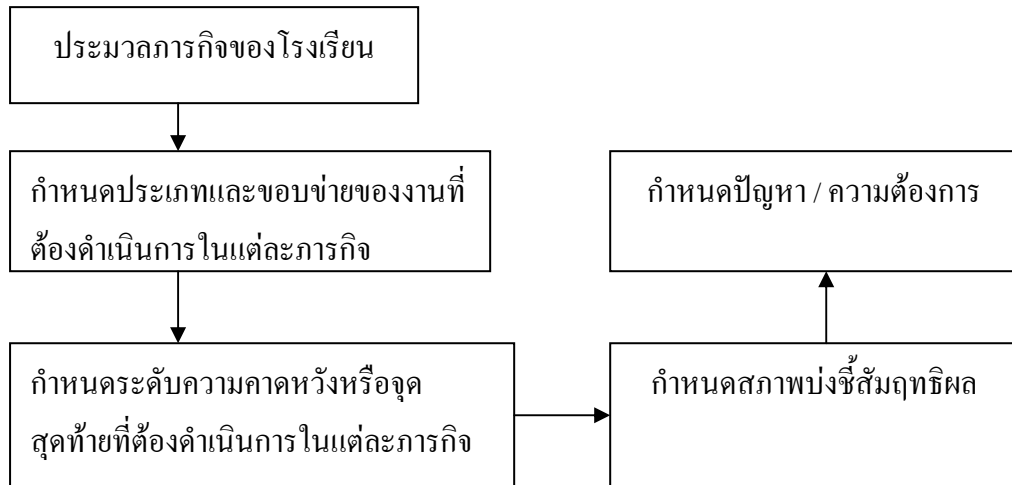 ประมวลภารกิจของโรงเรียน
กำหนดประเภทและขอบข่ายของงานที่
ต้องดำเนินการในแต่ละภารกิจ
กำหนดระดับความคาดหวังหรือจุด
สุดท้ายที่ต้องดำเนินการในแต่ละภารกิจ
กำหนดสภาพบ่งชี้สัมฤทธิผล
กำหนดปัญหา / ความต้องการ